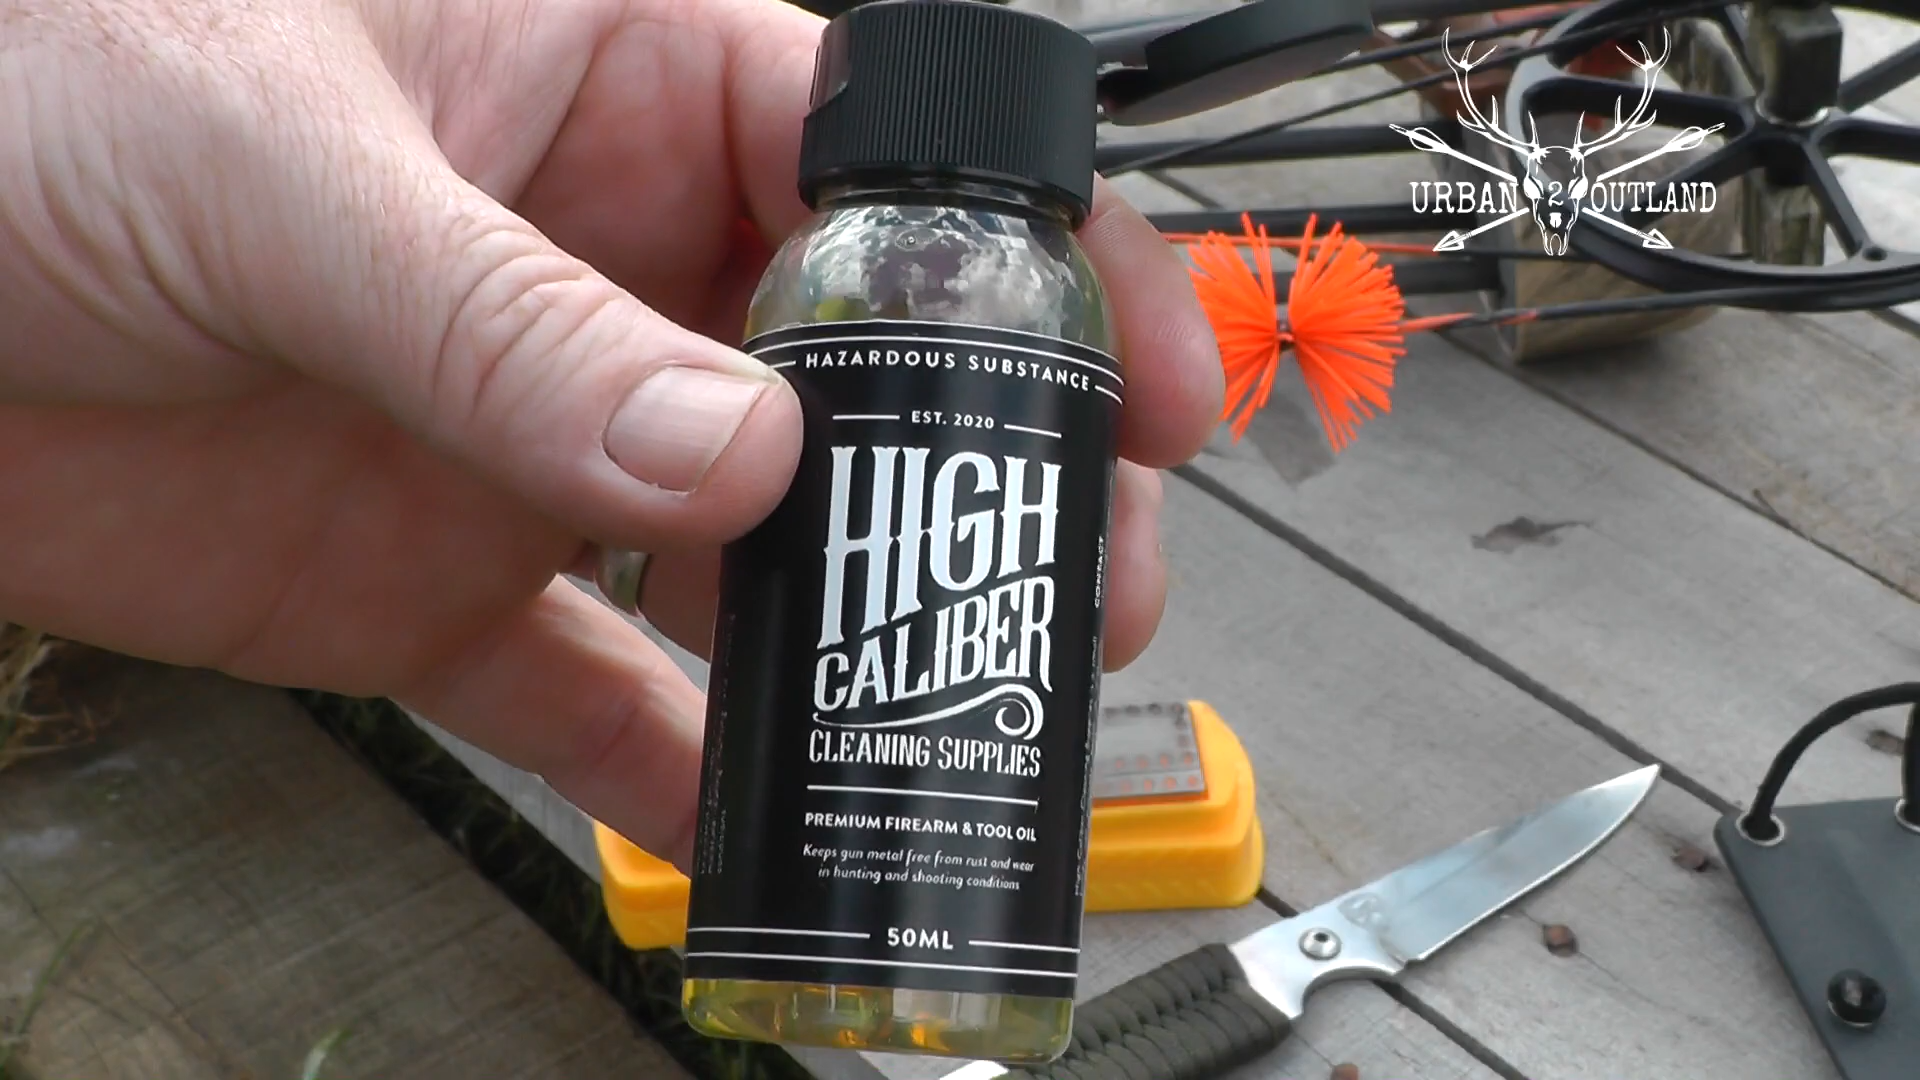 HAZARDOUS SUBSTANCE
EST. 2020
HIGH
CALIBER
CLEANING SUPPLIES
PREMIUM FIREARM & TOOL OIL
Keeps gun metal free from rust and wear
in hunting and shooting conditions
50ML
CONTACT
URBAN 2 OUTLAND